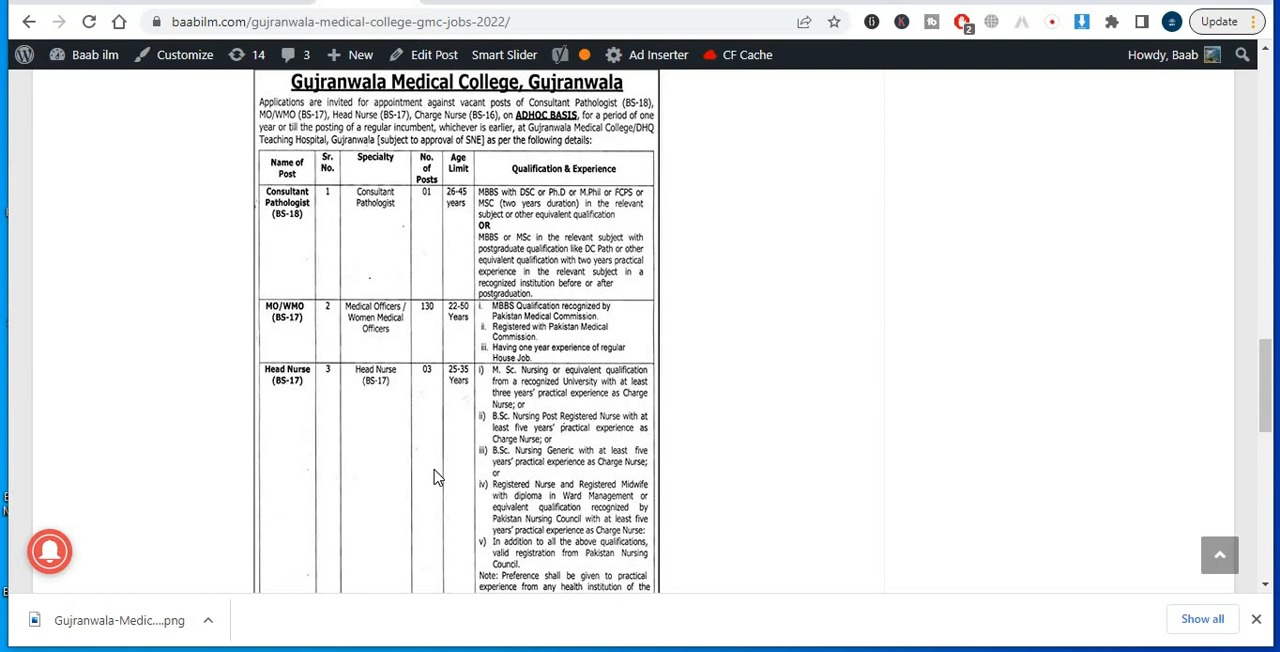 baabilm.com/gujranwala-medical-college-gmc-jobs-2022/
2
Update
Baab ilm
Customize
14
3
New
Edit Post
Smart Slider
Ad Inserter
CF Cache
Howdy, Baab
Gujranwala Medical College, Gujranwala
Applications are invited for appointment against vacant posts of Consultant Pathologist (BS-18),
MO/WMO (BS-17), Head Nurse (BS-17), Charge Nurse (BS-16), on ADHOC BASIS, for a period of one
year or till the posting of a regular incumbent, whichever is earlier, at Gujranwala Medical College/DHQ
Teaching Hospital, Gujranwala [subject to approval of SNE] as per the following details:
Name of
Post
Sr.
No.
Specialty
No.
of
Posts
Age
Limit
Qualification & Experience
Consultant
Pathologist
(BS-18)
1
Consultant
Pathologist
01
26-45
years
MBBS with DSC or Ph.D or M.Phil or FCPS or
MSC (two years duration) in the relevant
subject or other equivalent qualification
OR
MBBS or MSc in the relevant subject with
postgraduate qualification like DC Path or other
equivalent qualification with two years practical
experience in the relevant subject in a
recognized institution before or after
postgraduation.
MO/WMO
(BS-17)
2
Medical Officers /
Women Medical
Officers
130
22-50
Years
i. MBBS Qualification recognized by
Pakistan Medical Commission.
ii. Registered with Pakistan Medical
Commission.
iii. Having one year experience of regular
House Job.
Head Nurse
(BS-17)
3
Head Nurse
(BS-17)
03
25-35
Years
i) M. Sc. Nursing or equivalent qualification
from a recognized University with at least
three years' practical experience as Charge
Nurse; or
ii) B.Sc. Nursing Post Registered Nurse with at
least five years' practical experience as
Charge Nurse; or
iii) B.Sc. Nursing Generic with at least five
years' practical experience as Charge Nurse;
or
iv) Registered Nurse and Registered Midwife
with diploma in Ward Management or
equivalent qualification recognized by
Pakistan Nursing Council with at least five
years' practical experience as Charge Nurse:
v) In addition to all the above qualifications,
valid registration from Pakistan Nursing
Council.
Note: Preference shall be given to practical
experience from any health institution of the
Gujranwala-Medic....png
Show all